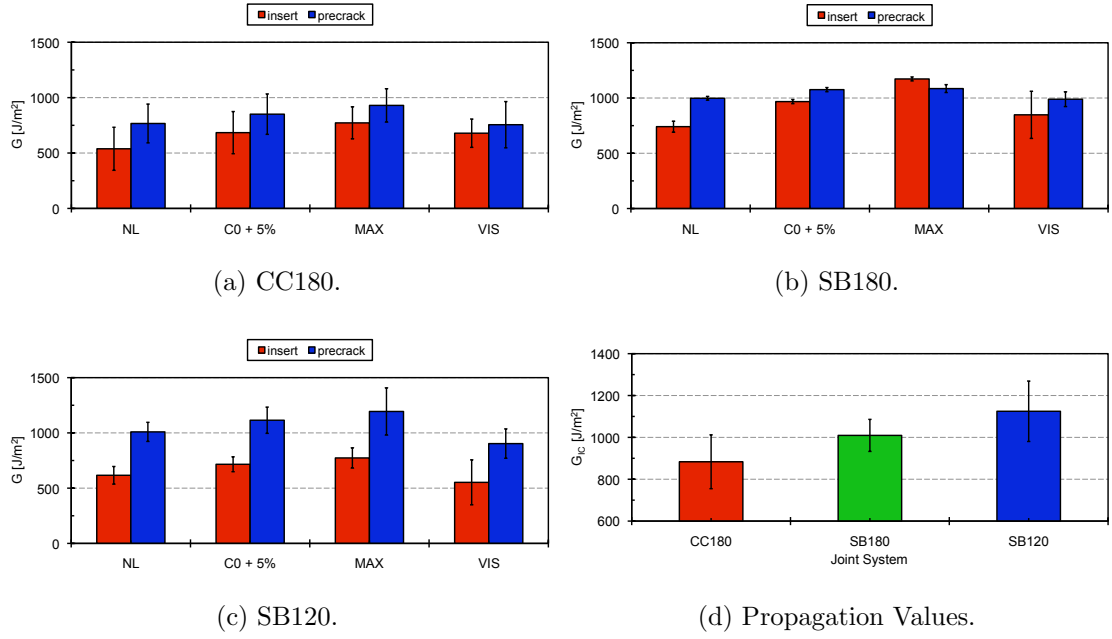 insert precrack
1500
1000
500
0
G [J/m²]
NL C0 + 5% MAX VIS
(a) CC180.
insert precrack
1500
1000
500
0
G [J/m²]
NL C0 + 5% MAX VIS
(b) SB180.
insert precrack
1500
1000
500
0
G [J/m²]
NL C0 + 5% MAX VIS
(c) SB120.
1400
1200
1000
800
600
G_IC [J/m²]
CC180 SB180 SB120
Joint System
(d) Propagation Values.